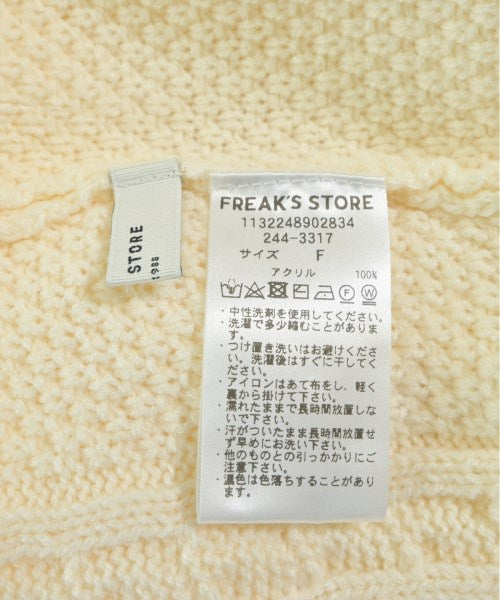 STORE
1988
FREAK'S STORE
1132248902834
244-3317
サイズ F
アクリル 100%
・中性洗剤を使用してください。
・洗濯で多少縮むことがありま
す。
・つけ置き洗いはお避けくださ
い。洗濯後はすぐに干してく
ださい。
・アイロンはあて布をし、軽く
裏から掛けて下さい。
・濡れたままで長時間放置しな
いで下さい。
・汗がついたまま長時間放置せ
ず早めにお洗い下さい。
・他のものとの引っかかりにご
注意下さい。
・濃色は色落ちすることがあり
ます。